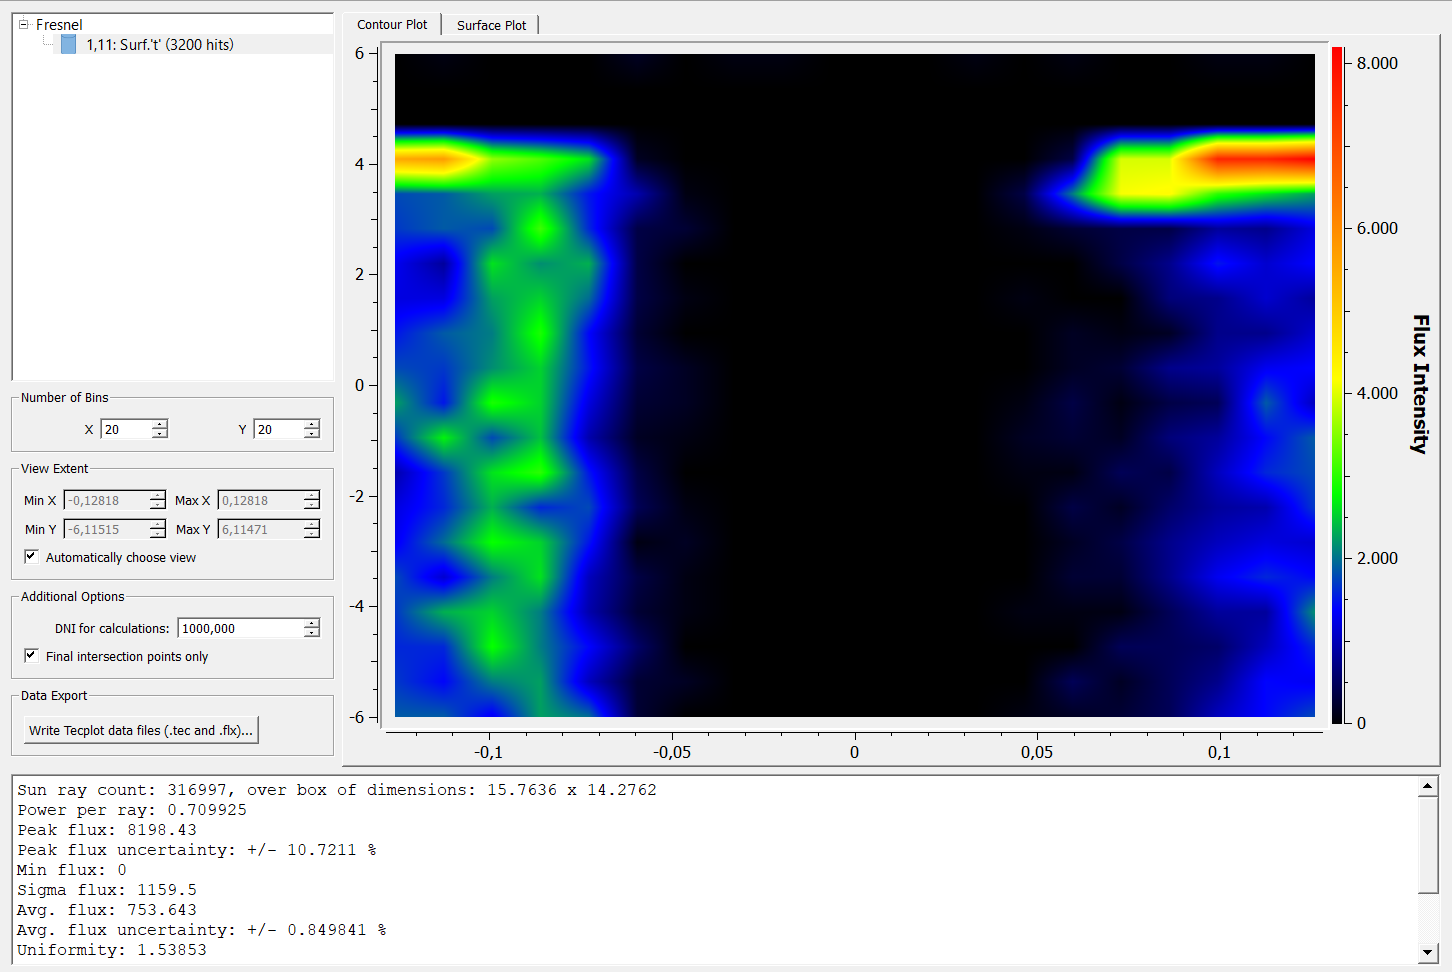 Fresnel
1,11: Surf.'t' (3200 hits)
Number of Bins
X 20 Y 20
View Extent
Min X -0,12818 Max X 0,12818
Min Y -6,11515 Max Y 6,11471
Automatically choose view
Additional Options
DNI for calculations: 1000,000
Final intersection points only
Data Export
Write Tecplot data files (.tec and .flx)...
Contour Plot Surface Plot
6
4
2
0
-2
-4
-6
-0,1 -0,05 0 0,05 0,1
8.000
6.000
4.000
2.000
0
Flux Intensity
Sun ray count: 316997, over box of dimensions: 15.7636 x 14.2762
Power per ray: 0.709925
Peak flux: 8198.43
Peak flux uncertainty: +/- 10.7211 %
Min flux: 0
Sigma flux: 1159.5
Avg. flux: 753.643
Avg. flux uncertainty: +/- 0.849841 %
Uniformity: 1.53853